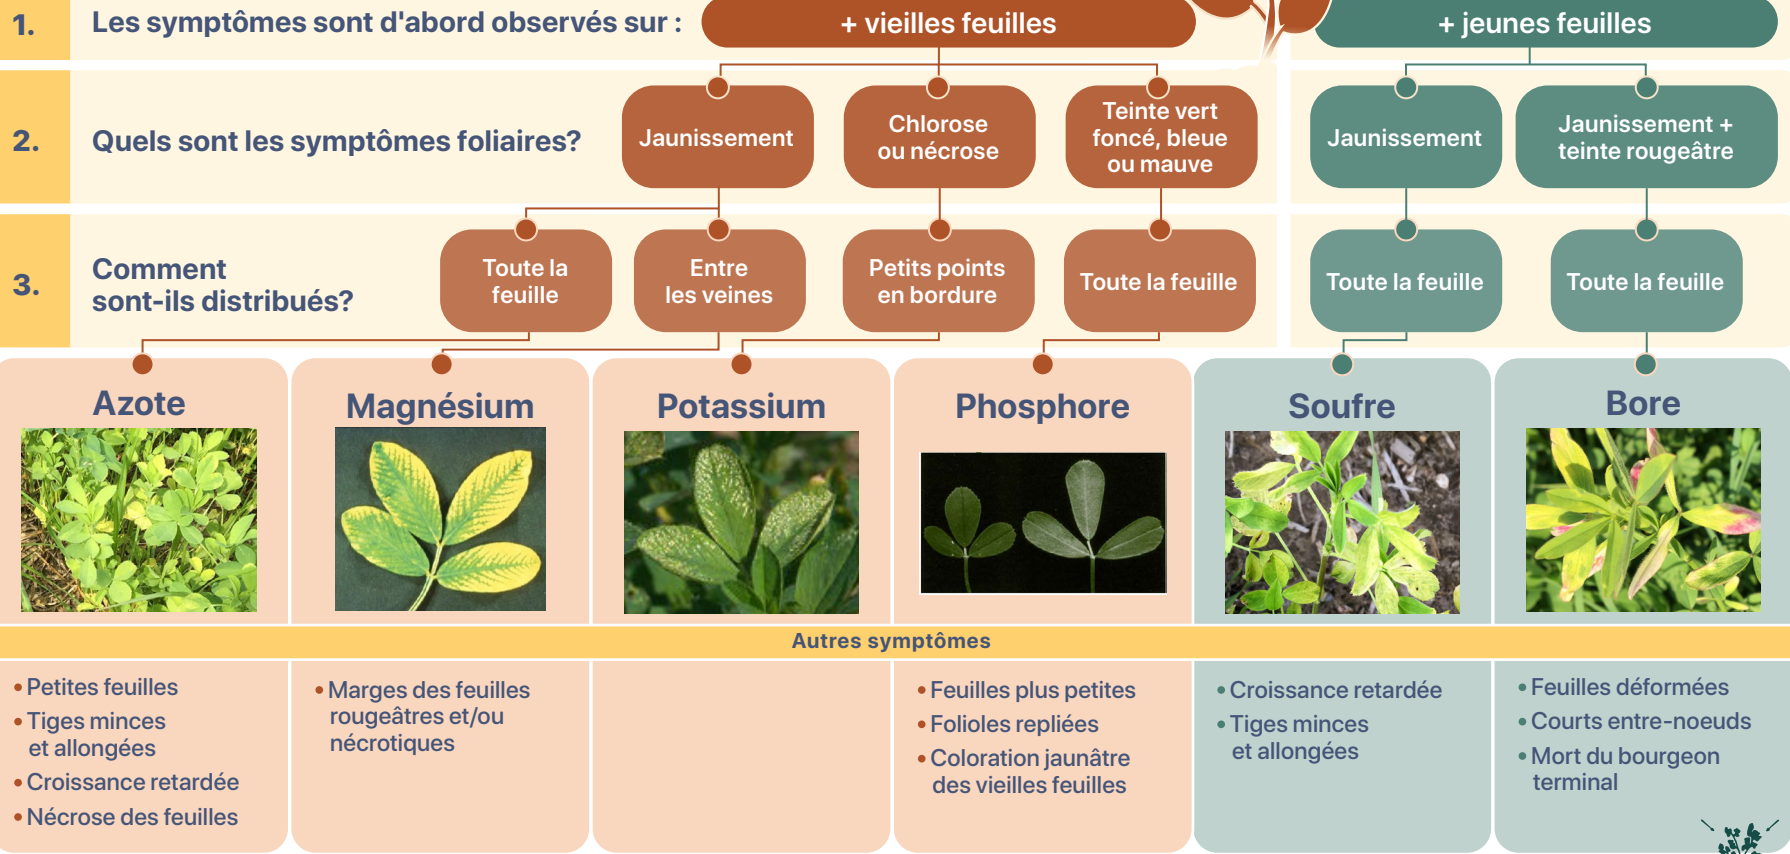 1.
Les symptômes sont d'abord observés sur :
+ vieilles feuilles
+ jeunes feuilles
2.
Quels sont les symptômes foliaires?
Jaunissement
Chlorose
ou nécrose
Teinte vert
foncé, bleue
ou mauve
Jaunissement
Jaunissement +
teinte rougeâtre
3.
Comment
sont-ils distribués?
Toute la
feuille
Entre
les veines
Petits points
en bordure
Toute la feuille
Toute la feuille
Toute la feuille
Azote
Magnésium
Potassium
Phosphore
Soufre
Bore
Autres symptômes
• Petites feuilles
• Tiges minces
et allongées
• Croissance retardée
• Nécrose des feuilles
• Marges des feuilles
rougeâtres et/ou
nécrotiques
• Feuilles plus petites
• Folioles repliées
• Coloration jaunâtre
des vieilles feuilles
• Croissance retardée
• Tiges minces
et allongées
• Feuilles déformées
• Courts entre-noeuds
• Mort du bourgeon
terminal